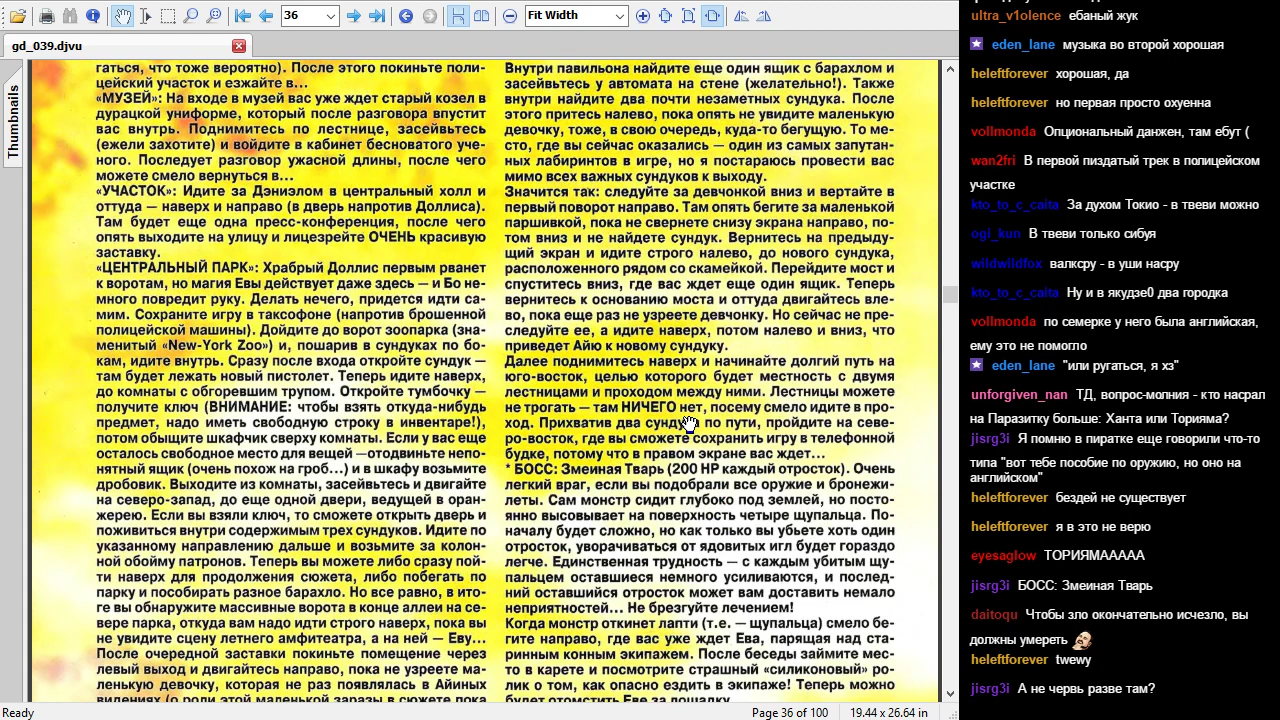 36
Fit Width
gd_039.djvu
Thumbnails
гаться, что тоже вероятно). После этого покиньте поли-
цейский участок и езжайте в...
«МУЗЕЙ»: На входе в музей вас уже ждет старый козел в
дурацкой униформе, который после разговора впустит
вас внутрь. Поднимитесь по лестнице, засейвьтесь
(ежели захотите) и войдите в кабинет бесноватого уче-
ного. Последует разговор ужасной длины, после чего
можете смело вернуться в...
«УЧАСТОК»: Идите за Дэниэлом в центральный холл и
оттуда — наверх и направо (в дверь напротив Доллиса).
Там будет еще одна пресс-конференция, после чего
опять выходите на улицу и лицезрейте ОЧЕНЬ красивую
заставку.
«ЦЕНТРАЛЬНЫЙ ПАРК»: Храбрый Доллис первым рванет
к воротам, но магия Евы действует даже здесь — и Бо не-
много повредит руку. Делать нечего, придется идти са-
мим. Сохраните игру в таксофоне (напротив брошенной
полицейской машины). Дойдите до ворот зоопарка (зна-
менитый «New-York Zoo») и, пошарив в сундуках по бо-
кам, идите внутрь. Сразу после входа откройте сундук —
там будет лежать новый пистолет. Теперь идите наверх,
до комнаты с обгоревшим трупом. Откройте тумбочку —
получите ключ (ВНИМАНИЕ: чтобы взять откуда-нибудь
предмет, надо иметь свободную строку в инвентаре!),
потом обыщите шкафчик сверху комнаты. Если у вас еще
осталось свободное место для вещей —отодвиньте непо-
нятный ящик (очень похож на гроб...) и в шкафу возьмите
дробовик. Выходите из комнаты, засейвьтесь и двигайте
на северо-запад, до еще одной двери, ведущей в оран-
жерею. Если вы взяли ключ, то сможете открыть дверь и
поживиться внутри содержимым трех сундуков. Идите по
указанному направлению дальше и возьмите за колон-
ной обойму патронов. Теперь вы можете либо сразу пой-
ти наверх для продолжения сюжета, либо побегать по
парку и пособирать разное барахло. Но все равно, в ито-
ге вы обнаружите массивные ворота в конце аллеи на се-
вере парка, откуда вам надо идти строго наверх, пока вы
не увидите сцену летнего амфитеатра, а на ней — Еву...
После очередной заставки покиньте помещение через
левый выход и двигайтесь направо, пока не узреете ма-
ленькую девочку, которая не раз появлялась в Айиных
видениях (о роли этой маленькой заразы в сюжете пока
Внутри павильона найдите еще один ящик с барахлом и
засейвьтесь у автомата на стене (желательно!). Также
внутри найдите два почти незаметных сундука. После
этого притесь налево, пока опять не увидите маленькую
девочку, тоже, в свою очередь, куда-то бегущую. То ме-
сто, где вы сейчас оказались — один из самых запутан-
ных лабиринтов в игре, но я постараюсь провести вас
мимо всех важных сундуков к выходу.
Значится так: следуйте за девчонкой вниз и вертайте в
первый поворот направо. Там опять бегите за маленькой
паршивкой, пока не свернете снизу экрана направо, по-
том вниз и не найдете сундук. Вернитесь на предыду-
щий экран и идите строго налево, до нового сундука,
расположенного рядом со скамейкой. Перейдите мост и
спуститесь вниз, где вас ждет еще один ящик. Теперь
вернитесь к основанию моста и оттуда двигайтесь вле-
во, пока еще раз не узреете девчонку. Но сейчас не пре-
следуйте ее, а идите наверх, потом налево и вниз, что
приведет Айю к новому сундуку.
Далее поднимитесь наверх и начинайте долгий путь на
юго-восток, целью которого будет местность с двумя
лестницами и проходом между ними. Лестницы можете
не трогать — там НИЧЕГО нет, посему смело идите в про-
ход. Прихватив два сундука по пути, пройдите на севе-
ро-восток, где вы сможете сохранить игру в телефонной
будке, потому что в правом экране вас ждет...
* БОСС: Змеиная Тварь (200 HP каждый отросток). Очень
легкий враг, если вы подобрали все оружие и бронежи-
леты. Сам монстр сидит глубоко под землей, но посто-
янно высовывает на поверхность четыре щупальца. По-
началу будет сложно, но как только вы убьете хоть один
отросток, уворачиваться от ядовитых игл будет гораздо
легче. Единственная трудность — с каждым убитым щу-
пальцем оставшиеся немного усиливаются, и послед-
ний оставшийся отросток может вам доставить немало
неприятностей... Не брезгуйте лечением!
Когда монстр откинет лапти (т.е. — щупальца) смело бе-
гите направо, где вас уже ждет Ева, парящая над ста-
ринным конным экипажем. После беседы займите мес-
то в карете и посмотрите страшный «силиконовый» ро-
лик о том, как опасно ездить в экипаже! Теперь можно
будет отомстить Еве за лошадку
Ready
Page 36 of 100
19.44 x 26.64 in
ultra_v1olence ебаный жук
eden_lane музыка во второй хорошая
heleftforever хорошая, да
heleftforever но первая просто охуенна
vollmonda Опциональный данжен, там ебут (
wan2fri В первой пиздатый трек в полицейском
участке
kto_to_c_caita За духом Токио - в твеви можно
ogi_kun В твеви только сибуя
wildwildfox валксру - в уши насру
kto_to_c_caita Ну и в якудзе0 два городка
vollmonda по семерке у него была английская,
ему это не помогло
eden_lane "или ругаться, я хз"
unforgiven_nan ТД, вопрос-молния - кто насрал
на Паразитку больше: Ханта или Торияма?
jisrg3i Я помню в пиратке еще говорили что-то
типа "вот тебе пособие по оружию, но оно на
английском"
heleftforever бездей не существует
heleftforever я в это не верю
eyesaglow ТОРИЯМААААА
jisrg3i БОСС: Змеиная Тварь
daitoqu Чтобы зло окончательно исчезло, вы
должны умереть
heleftforever twewy
jisrg3i А не червь разве там?